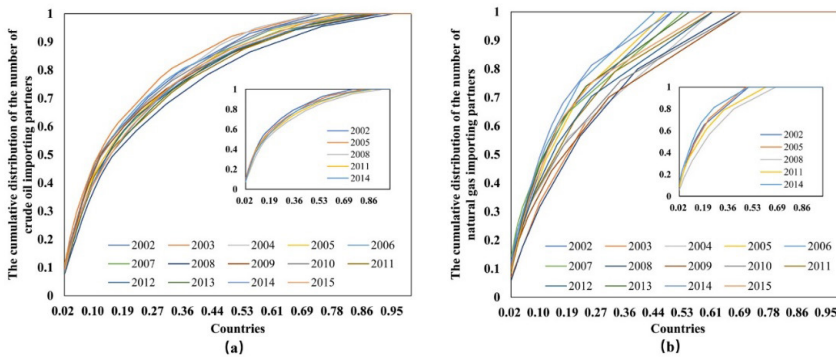 The cumulative distribution of the number of
crude oil importing partners
1
0.9
0.8
0.7
0.6
0.5
0.4
0.3
0.2
0.1
0
1
0.8
0.6
0.4
0.2
0
0.02 0.19 0.36 0.53 0.69 0.86
2002
2005
2008
2011
2014
2002 2003 2004 2005 2006
2007 2008 2009 2010 2011
2012 2013 2014 2015
0.02 0.10 0.19 0.27 0.36 0.44 0.53 0.61 0.69 0.78 0.86 0.95
Countries
(a)
The cumulative distribution of the number of
natural gas importing partners
1
0.9
0.8
0.7
0.6
0.5
0.4
0.3
0.2
0.1
0
1
0.8
0.6
0.4
0.2
0
0.02 0.19 0.36 0.53 0.69 0.86
2002
2005
2008
2011
2014
2002 2003 2004 2005 2006
2007 2008 2009 2010 2011
2012 2013 2014 2015
0.02 0.10 0.19 0.27 0.36 0.44 0.53 0.61 0.69 0.78 0.86 0.95
Countries
(b)